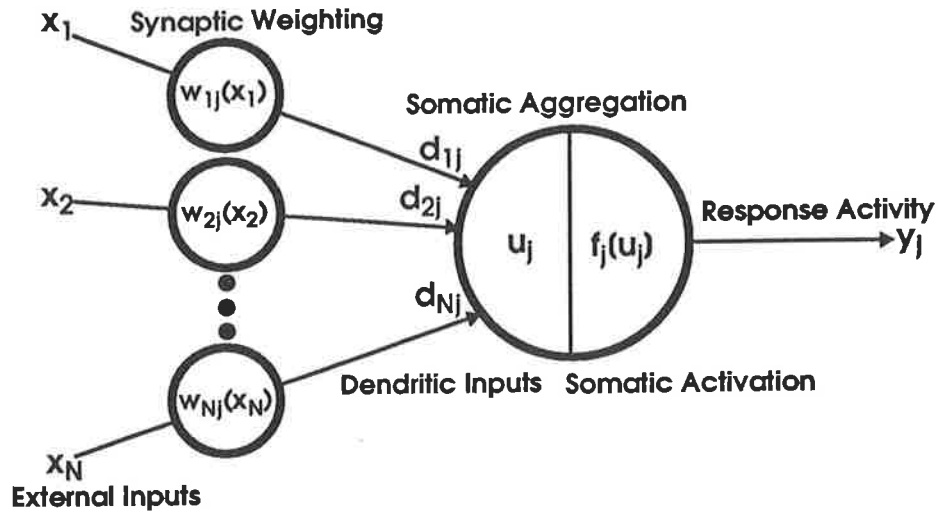 x1
Synaptic Weighting
w1j(x1)
Somatic Aggregation
d1j
x2
w2j(x2)
d2j
uj
fj(uj)
Response Activity
yj
dNj
Dendritic Inputs
Somatic Activation
wNj(xN)
xN
External Inputs